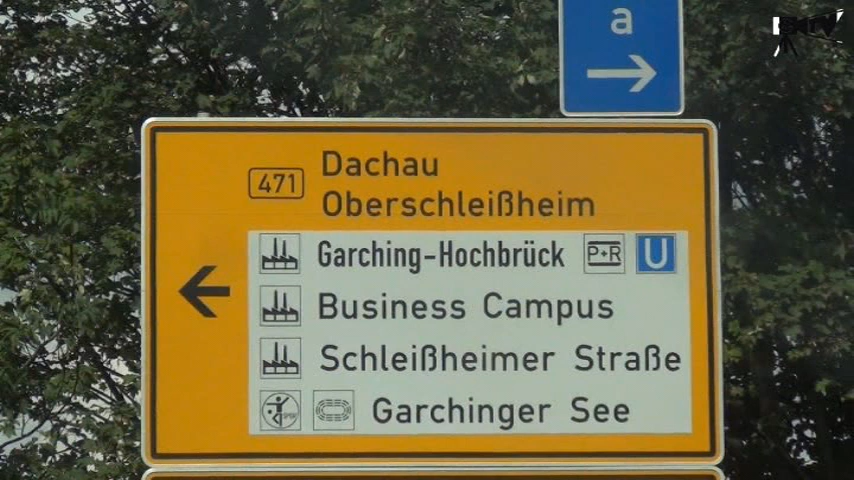 a
471 Dachau
Oberschleißheim
Garching-Hochbrück P+R U
Business Campus
Schleißheimer Straße
Garchinger See